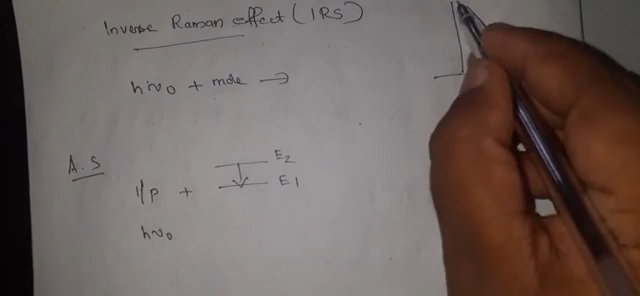 Inverse Raman effect (IRS)
hν0 + mole →
A.S
I/p + E2
E1
hν0